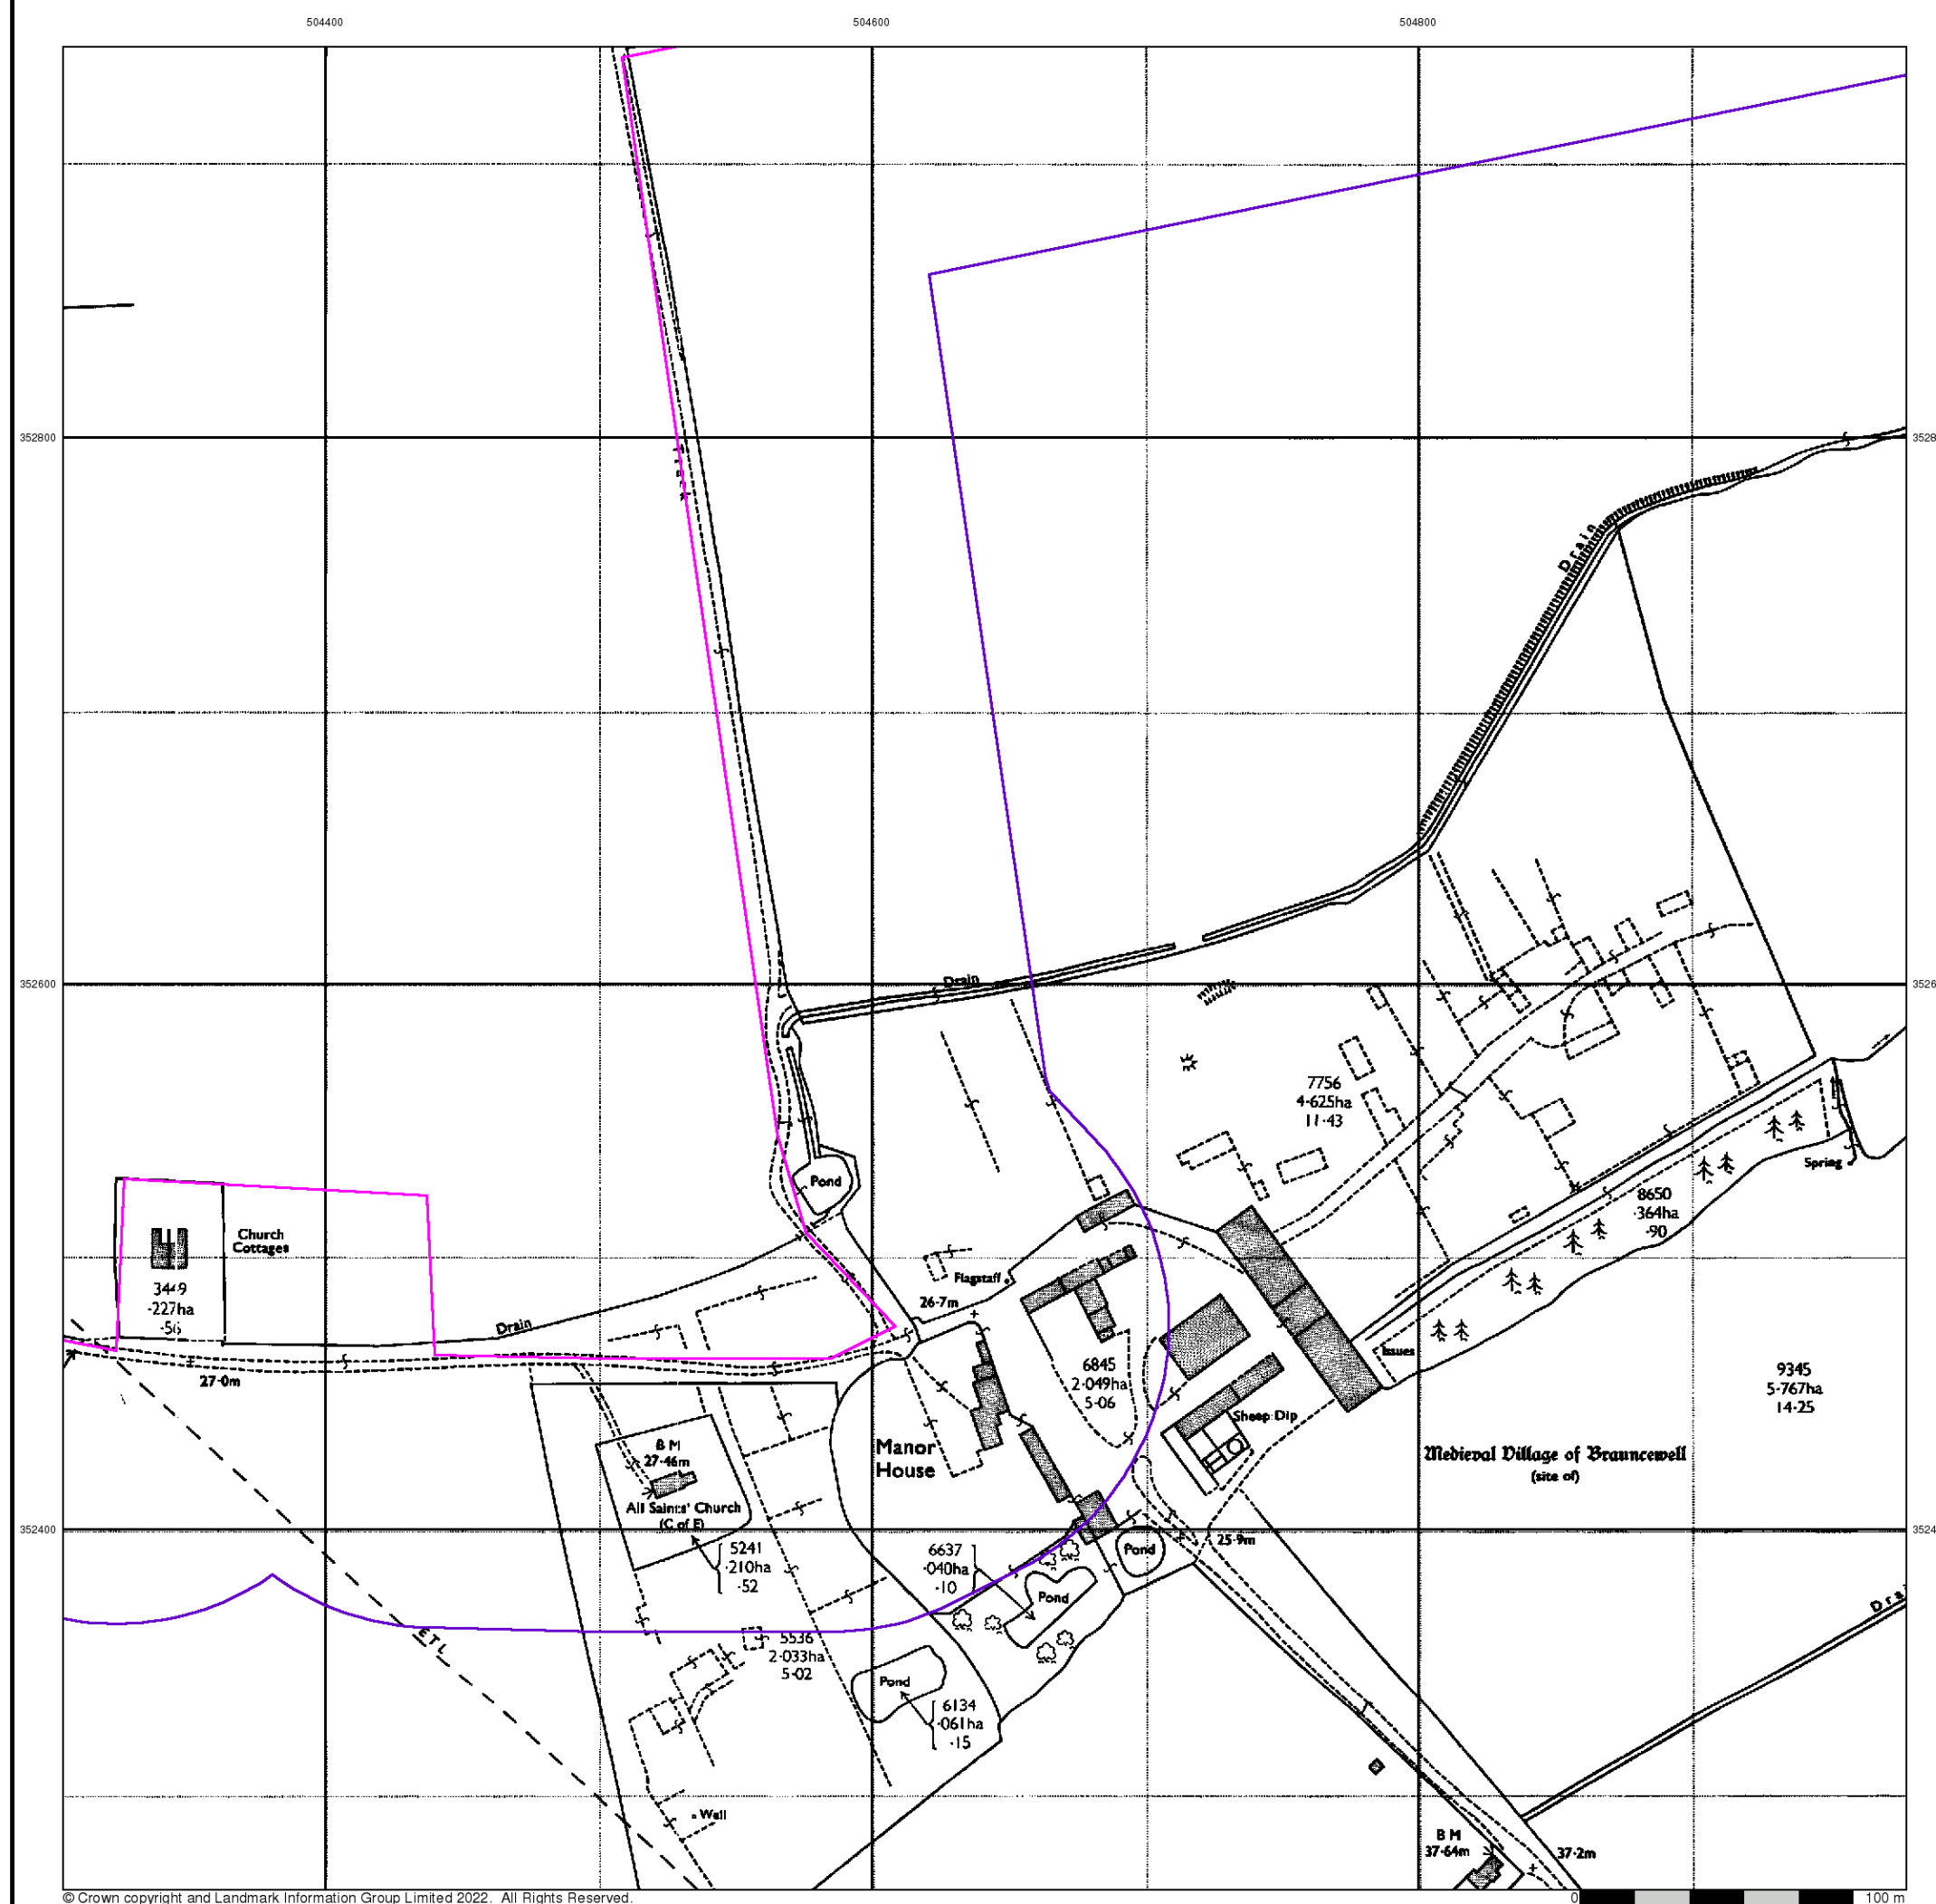 504400
504600
504800
352800
3528
Drain
352600
3526
Drain
7756
4·625ha
11·43
Pond
Spring
8650
·364ha
·90
Church
Cottages
Flagstaff
3449
·227ha
·56
26·7m
Drain
Issues
27·0m
6845
2·049ha
5·06
9345
5·767ha
14·25
Sheep Dip
Manor
House
B M
27·46m
Medieval Village of Brauncewell
(site of)
All Saints' Church
(C of E)
352400
3524
5241
·210ha
·52
6637
·040ha
·10
Pond
25·9m
Pond
Dra
E T L
5536
2·033ha
5·02
Pond
6134
·061ha
·15
Well
B M
37·64m
37·2m
© Crown copyright and Landmark Information Group Limited 2022. All Rights Reserved.
0
100 m